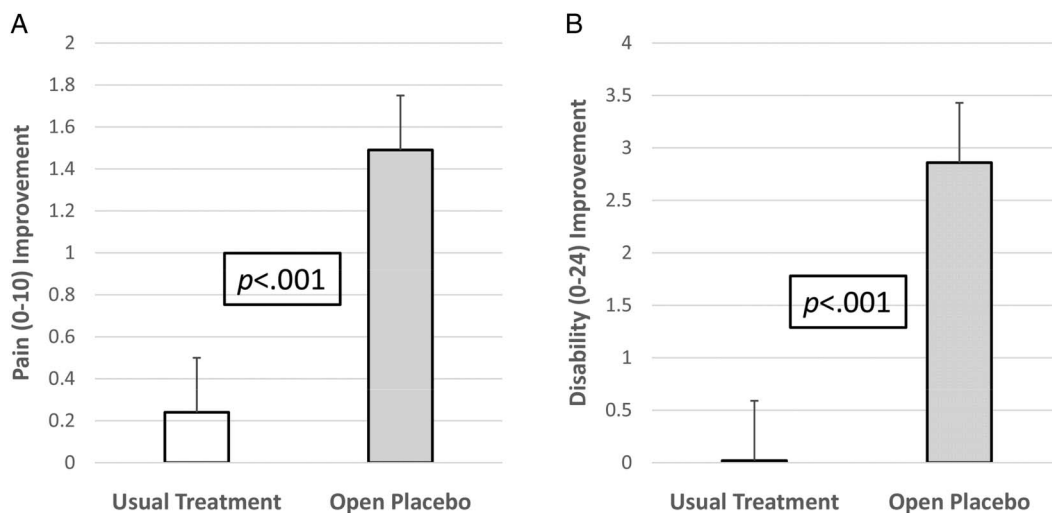 A
Pain (0-10) Improvement
2
1.8
1.6
1.4
1.2
1
0.8
0.6
0.4
0.2
0
p<.001
Usual Treatment
Open Placebo
B
Disability (0-24) Improvement
4
3.5
3
2.5
2
1.5
1
0.5
0
p<.001
Usual Treatment
Open Placebo